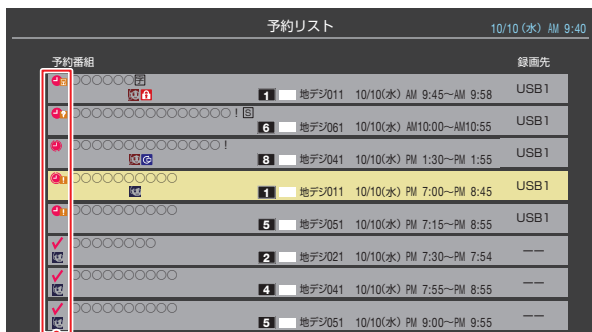 予約リスト 10/10 (水) AM 9:40
予約番組 録画先
○○○○○○字
1 地デジ011 10/10(水) AM 9:45〜AM 9:58 USB1
○○○○○○○○○○○○○○○!S
6 地デジ061 10/10(水) AM10:00〜AM10:55 USB1
○○○○○○○○○○○○○○!
8 地デジ041 10/10(水) PM 1:30〜PM 1:55 USB1
○○○○○○○○○○
1 地デジ011 10/10(水) PM 7:00〜PM 8:45 USB1
○○○○○○○○○○
5 地デジ051 10/10(水) PM 7:15〜PM 8:55 USB1
○○○○○○○○
2 地デジ021 10/10(水) PM 7:30〜PM 7:54 −−
○○○○○○○○○○
4 地デジ041 10/10(水) PM 7:55〜PM 8:55 −−
○○○○○○○○○○
5 地デジ051 10/10(水) PM 9:00〜PM 9:55 −−